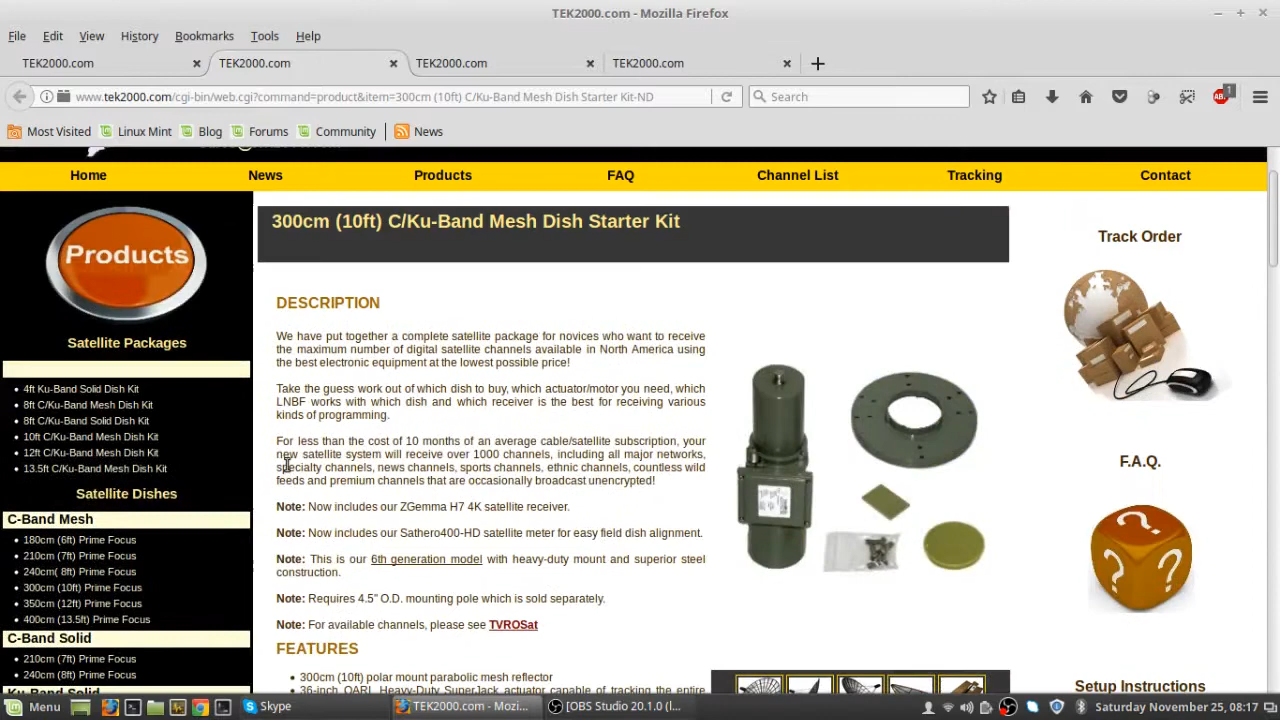 TEK2000.com - Mozilla Firefox
File Edit View History Bookmarks Tools Help
TEK2000.com TEK2000.com TEK2000.com TEK2000.com
www.tek2000.com/cgi-bin/web.cgi?command=product&item=300cm (10ft) C/Ku-Band Mesh Dish Starter Kit-ND
Search
ABP 1
Most Visited Linux Mint Blog Forums Community News
Home News Products FAQ Channel List Tracking Contact
Products
Satellite Packages
4ft Ku-Band Solid Dish Kit
8ft C/Ku-Band Mesh Dish Kit
8ft C/Ku-Band Solid Dish Kit
10ft C/Ku-Band Mesh Dish Kit
12ft C/Ku-Band Mesh Dish Kit
13.5ft C/Ku-Band Mesh Dish Kit
Satellite Dishes
C-Band Mesh
180cm (6ft) Prime Focus
210cm (7ft) Prime Focus
240cm( 8ft) Prime Focus
300cm (10ft) Prime Focus
350cm (12ft) Prime Focus
400cm (13.5ft) Prime Focus
C-Band Solid
210cm (7ft) Prime Focus
240cm (8ft) Prime Focus
Ku-Band Solid
300cm (10ft) C/Ku-Band Mesh Dish Starter Kit
DESCRIPTION
We have put together a complete satellite package for novices who want to receive
the maximum number of digital satellite channels available in North America using
the best electronic equipment at the lowest possible price!
Take the guess work out of which dish to buy, which actuator/motor you need, which
LNBF works with which dish and which receiver is the best for receiving various
kinds of programming.
For less than the cost of 10 months of an average cable/satellite subscription, your
new satellite system will receive over 1000 channels, including all major networks,
specialty channels, news channels, sports channels, ethnic channels, countless wild
feeds and premium channels that are occasionally broadcast unencrypted!
Note: Now includes our ZGemma H7 4K satellite receiver.
Note: Now includes our Sathero400-HD satellite meter for easy field dish alignment.
Note: This is our 6th generation model with heavy-duty mount and superior steel
construction.
Note: Requires 4.5" O.D. mounting pole which is sold separately.
Note: For available channels, please see TVROSat
FEATURES
300cm (10ft) polar mount parabolic mesh reflector
36-inch QARL Heavy-Duty SuperJack actuator capable of tracking the entire
Track Order
F.A.Q.
? ? ?
Setup Instructions
Menu Skype TEK2000.com - Mozi... [OBS Studio 20.1.0 (l... Saturday November 25, 08:17